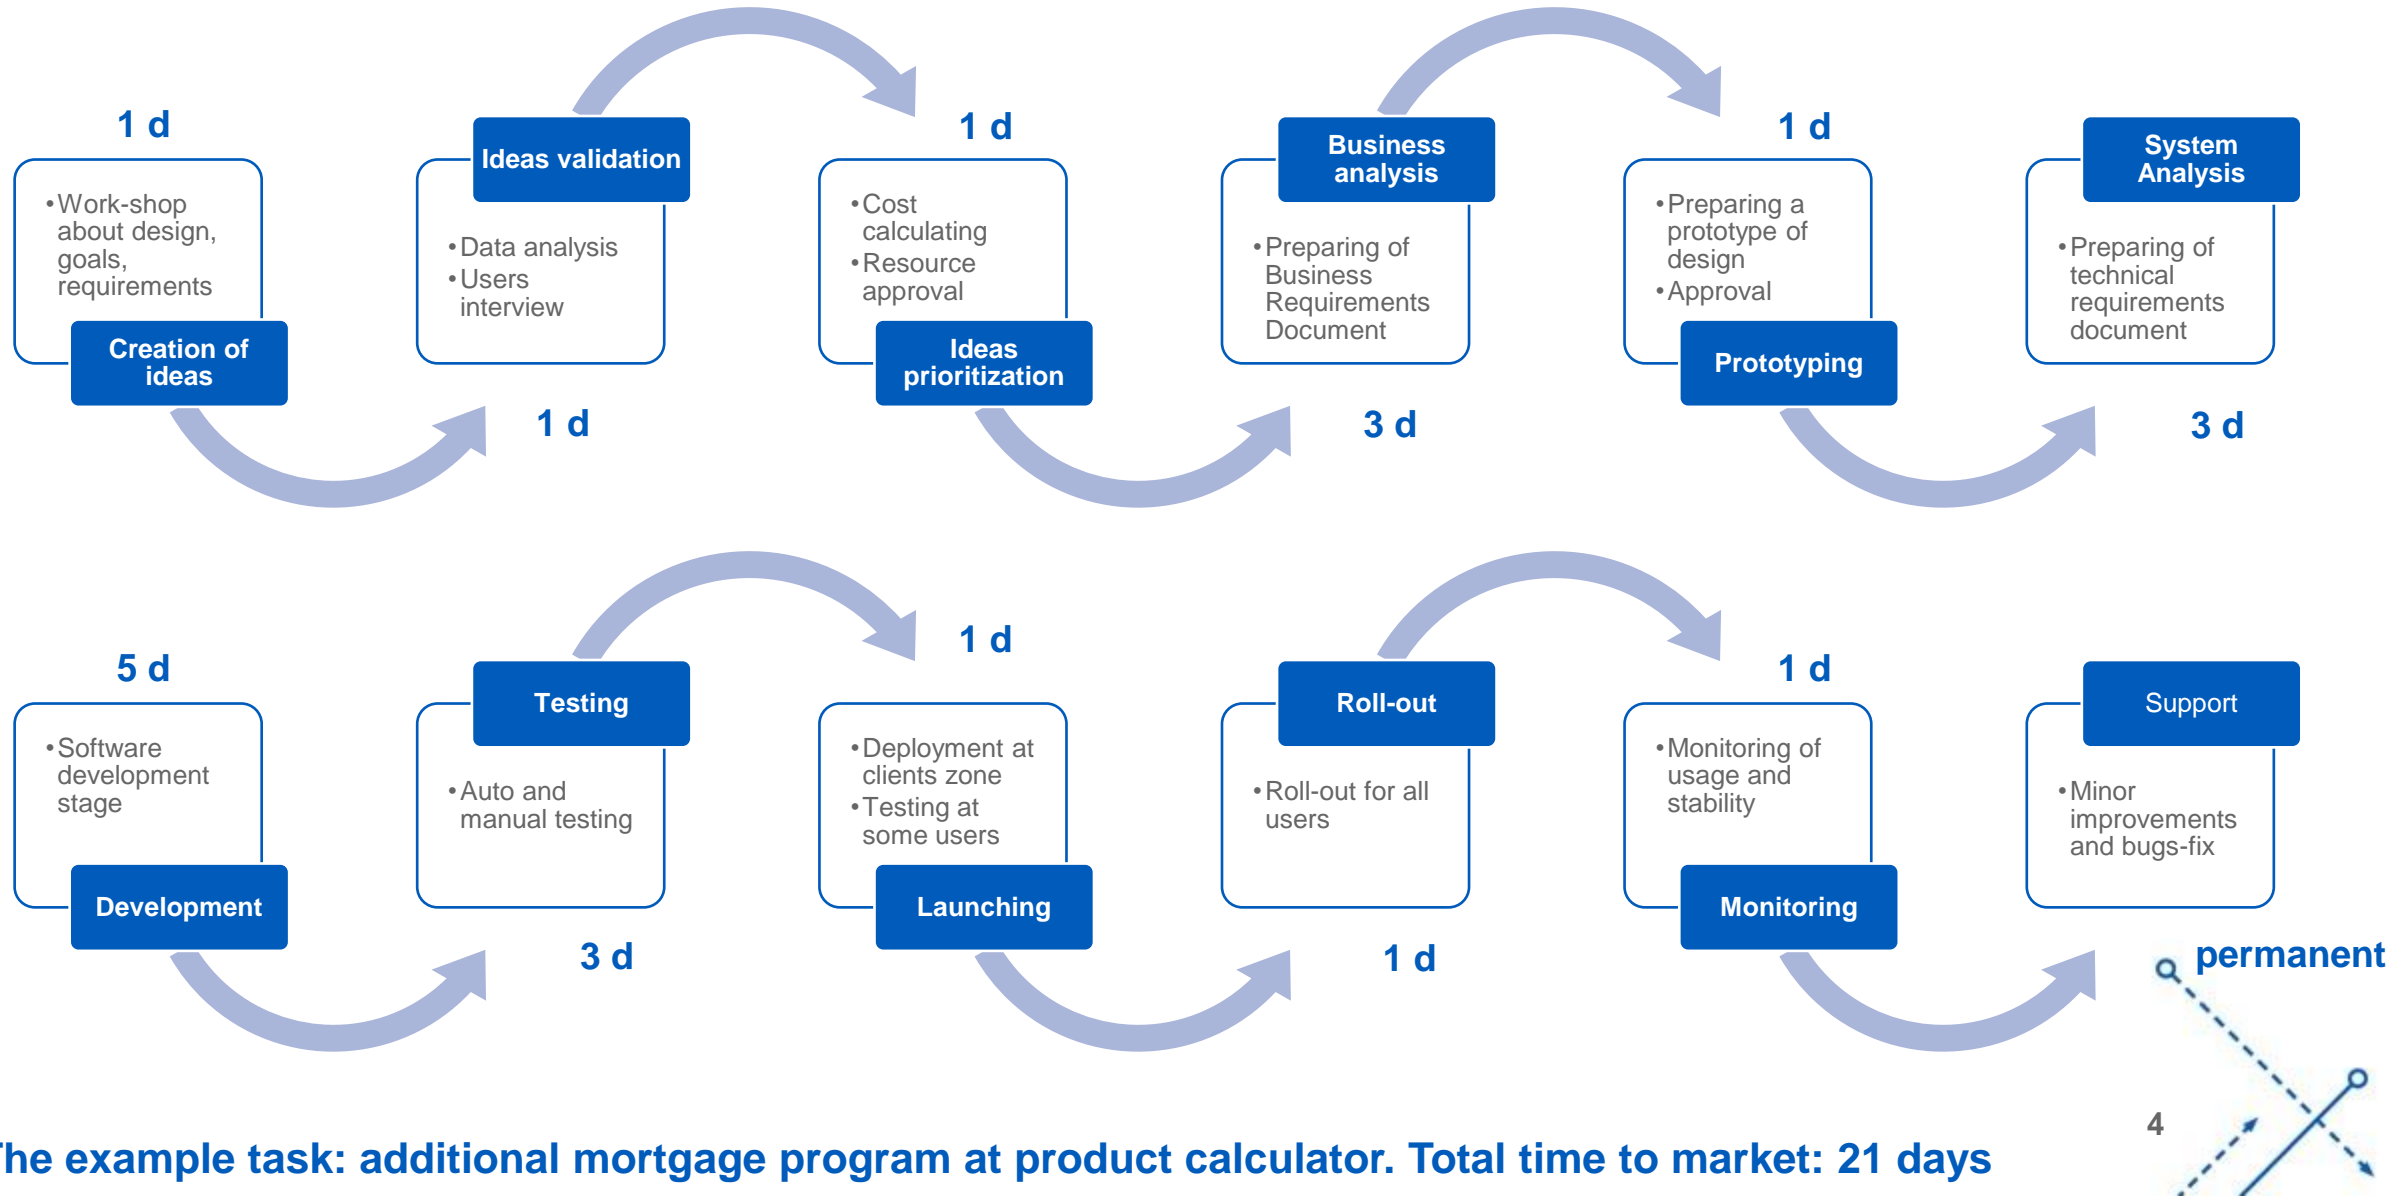 1 d
• Work-shop
about design,
goals,
requirements
Creation of
ideas
Ideas validation
• Data analysis
• Users
interview
1 d
1 d
• Cost
calculating
• Resource
approval
Ideas
prioritization
Business
analysis
• Preparing of
Business
Requirements
Document
3 d
1 d
• Preparing a
prototype of
design
• Approval
Prototyping
System
Analysis
• Preparing of
technical
requirements
document
3 d
5 d
• Software
development
stage
Development
Testing
• Auto and
manual testing
3 d
1 d
• Deployment at
clients zone
• Testing at
some users
Launching
Roll-out
• Roll-out for all
users
1 d
1 d
• Monitoring of
usage and
stability
Monitoring
Support
• Minor
improvements
and bugs-fix
permanent
4
The example task: additional mortgage program at product calculator. Total time to market: 21 days